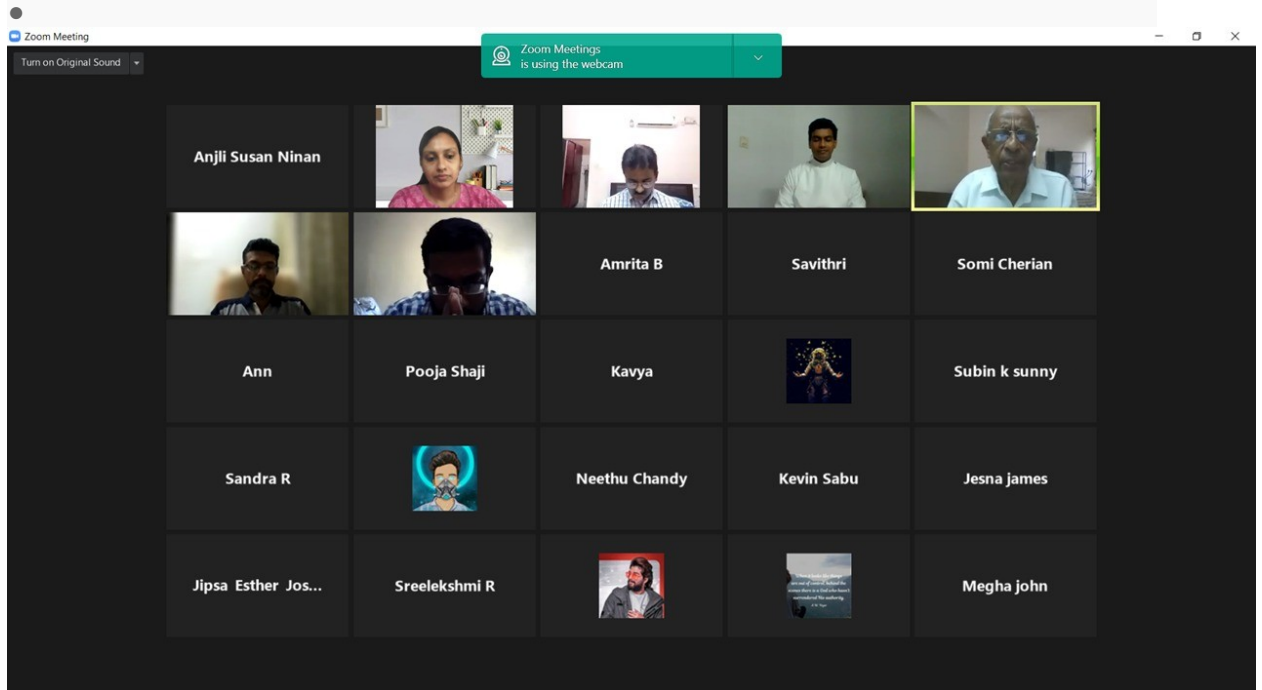 Zoom Meeting
Zoom Meetings
is using the webcam
Turn on Original Sound
Anjli Susan Ninan
Amrita B
Savithri
Somi Cherian
Ann
Pooja Shaji
Kavya
Subin k sunny
Sandra R
Neethu Chandy
Kevin Sabu
Jesna james
Jipsa Esther Jos...
Sreelekshmi R
Megha john